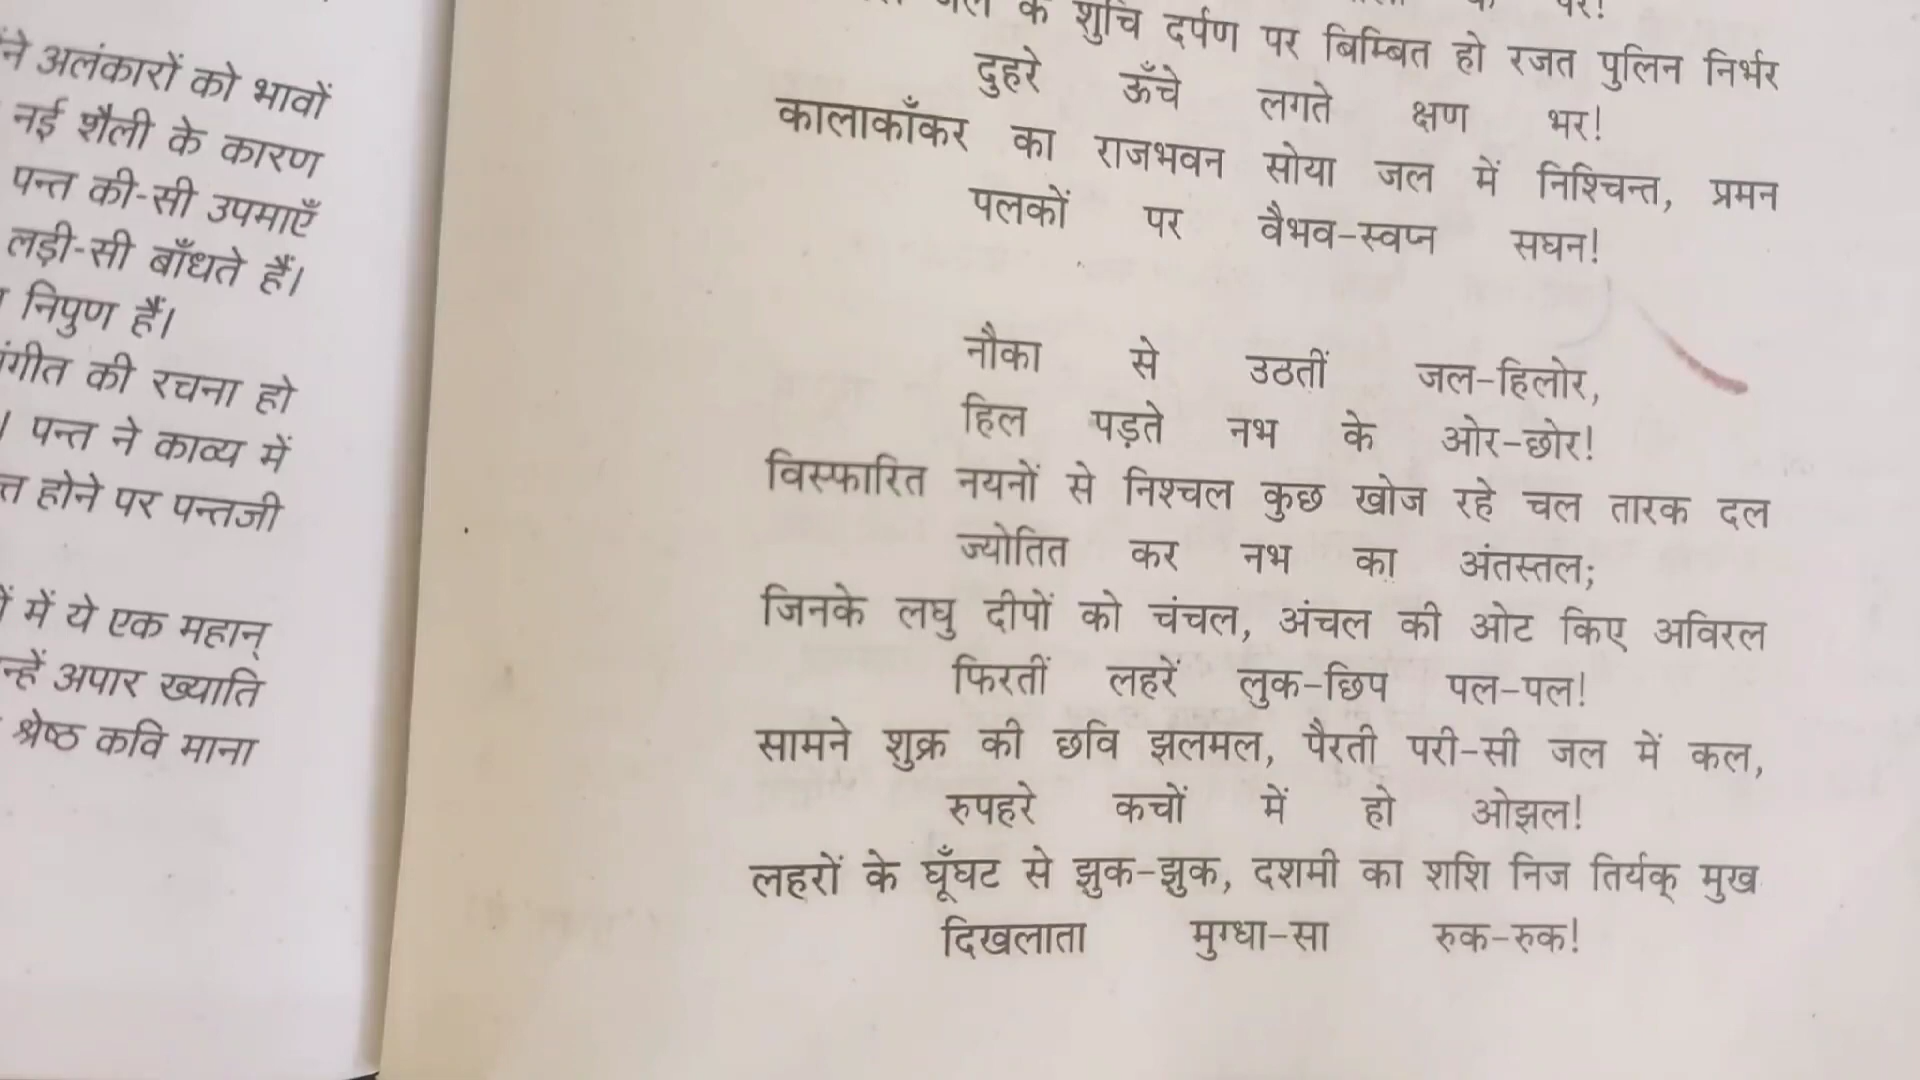 अलंकारों को भावों
नई शैली के कारण
पन्त की-सी उपमाएँ
लड़ी-सी बाँधते हैं।
निपुण हैं।
की रचना हो
। पन्त ने काव्य में
होने पर पन्तजी
में ये एक महान्
अपार ख्याति
श्रेष्ठ कवि माना
के शुचि दर्पण पर बिम्बित हो रजत पुलिन निर्भर
दुहरे ऊँचे लगते क्षण भर!
कालाकाँकर का राजभवन सोया जल में निश्चिन्त, प्रमन
पलकों पर वैभव-स्वप्न सघन!
नौका से उठतीं जल-हिलोर,
हिल पड़ते नभ के ओर-छोर!
विस्फारित नयनों से निश्चल कुछ खोज रहे चल तारक दल
ज्योतित कर नभ का अंतस्तल;
जिनके लघु दीपों को चंचल, अंचल की ओट किए अविरल
फिरतीं लहरें लुक-छिप पल-पल!
सामने शुक्र की छवि झलमल, पैरती परी-सी जल में कल,
रुपहरे कचों में हो ओझल!
लहरों के घूँघट से झुक-झुक, दशमी का शशि निज तिर्यक् मुख
दिखलाता मुग्धा-सा रुक-रुक!